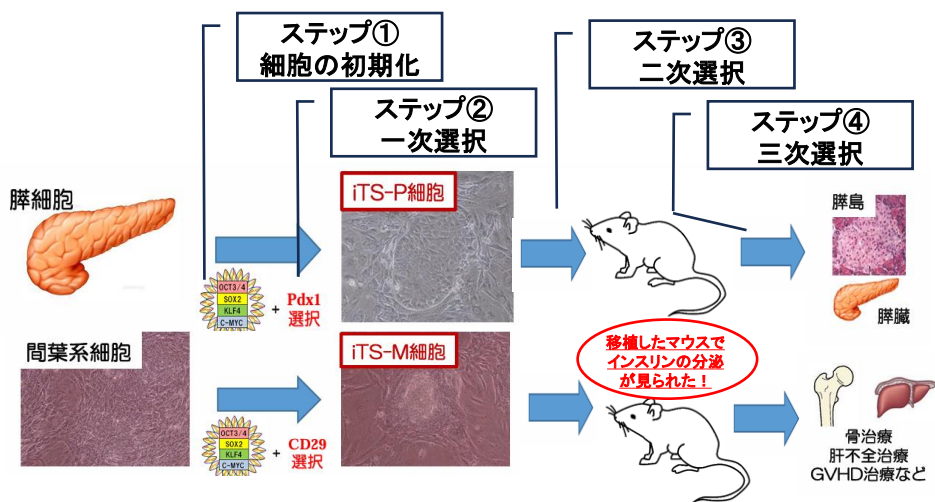 ステップ①
細胞の初期化
ステップ②
一次選択
ステップ③
二次選択
ステップ④
三次選択
膵細胞
OCT3/4
SOX2
KLF4
C-MYC
+
Pdx1
選択
iTS-P細胞
膵島
膵臓
間葉系細胞
OCT3/4
SOX2
KLF4
C-MYC
+
CD29
選択
iTS-M細胞
移植したマウスで
インスリンの分泌
が見られた！
骨治療
肝不全治療
GVHD治療など